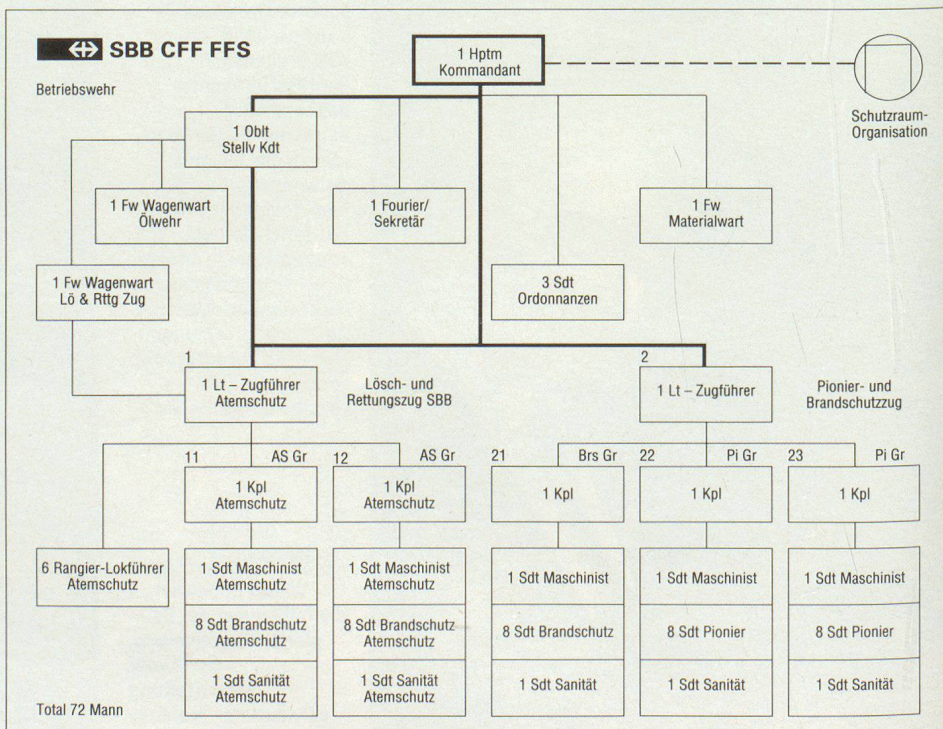 SBB CFF FFS
Betriebswehr
1 Hptm
Kommandant
Schutzraum-
Organisation
1 Oblt
Stellv Kdt
1 Fw Wagenwart
Ölwehr
1 Fourier/
Sekretär
1 Fw
Materialwart
1 Fw Wagenwart
Lö & Rttg Zug
3 Sdt
Ordonnanzen
1
1 Lt – Zugführer
Atemschutz
Lösch- und
Rettungszug SBB
2
1 Lt – Zugführer
Pionier- und
Brandschutzzug
11 AS Gr
1 Kpl
Atemschutz
12 AS Gr
1 Kpl
Atemschutz
21 Brs Gr
1 Kpl
22 Pi Gr
1 Kpl
23 Pi Gr
1 Kpl
6 Rangier-Lokführer
Atemschutz
1 Sdt Maschinist
Atemschutz
8 Sdt Brandschutz
Atemschutz
1 Sdt Sanität
Atemschutz
1 Sdt Maschinist
Atemschutz
8 Sdt Brandschutz
Atemschutz
1 Sdt Sanität
Atemschutz
1 Sdt Maschinist
8 Sdt Brandschutz
1 Sdt Sanität
1 Sdt Maschinist
8 Sdt Pionier
1 Sdt Sanität
1 Sdt Maschinist
8 Sdt Pionier
1 Sdt Sanität
Total 72 Mann